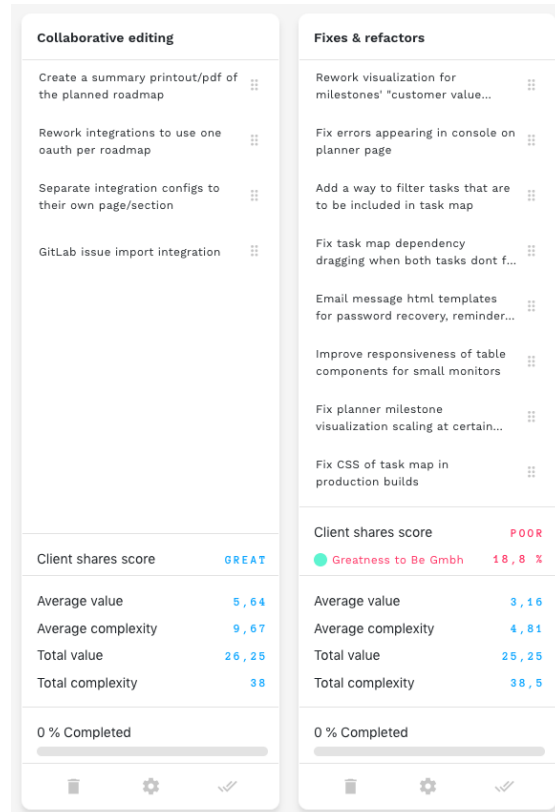 Collaborative editing
Create a summary printout/pdf of
the planned roadmap
Rework integrations to use one
oauth per roadmap
Separate integration configs to
their own page/section
GitLab issue import integration
Client shares score GREAT
Average value 5,64
Average complexity 9,67
Total value 26,25
Total complexity 38
0 % Completed
Fixes & refactors
Rework visualization for
milestones' "customer value...
Fix errors appearing in console on
planner page
Add a way to filter tasks that are
to be included in task map
Fix task map dependency
dragging when both tasks dont f...
Email message html templates
for password recovery, reminder...
Improve responsiveness of table
components for small monitors
Fix planner milestone
visualization scaling at certain...
Fix CSS of task map in
production builds
Client shares score POOR
Greatness to Be Gmbh 18,8 %
Average value 3,16
Average complexity 4,81
Total value 25,25
Total complexity 38,5
0 % Completed